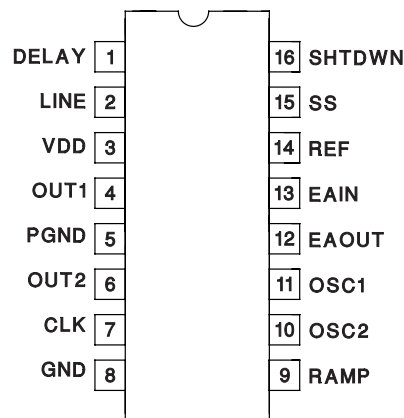 DELAY 1 16 SHTDWN
LINE 2 15 SS
VDD 3 14 REF
OUT1 4 13 EAIN
PGND 5 12 EAOUT
OUT2 6 11 OSC1
CLK 7 10 OSC2
GND 8 9 RAMP